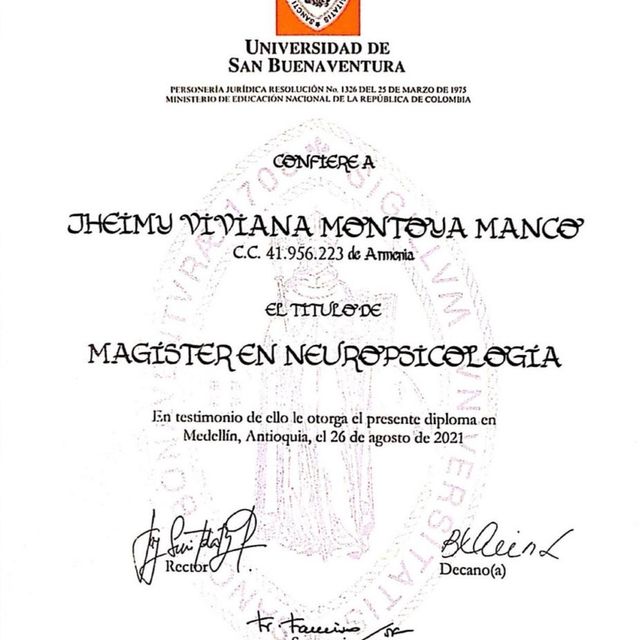 UNIVERSIDAD DE
SAN BUENAVENTURA
PERSONERÍA JURÍDICA RESOLUCIÓN No. 1326 DEL 25 DE MARZO DE 1975
MINISTERIO DE EDUCACIÓN NACIONAL DE LA REPÚBLICA DE COLOMBIA
CONFIERE A
JHEIMY VIVIANA MONTOYA MANCO
C.C. 41.956.223 de Armenia
EL TITULO DE
MAGÍSTER EN NEUROPSICOLOGÍA
En testimonio de ello le otorga el presente diploma en
Medellín, Antioquia, el 26 de agosto de 2021
Rector
Decano(a)